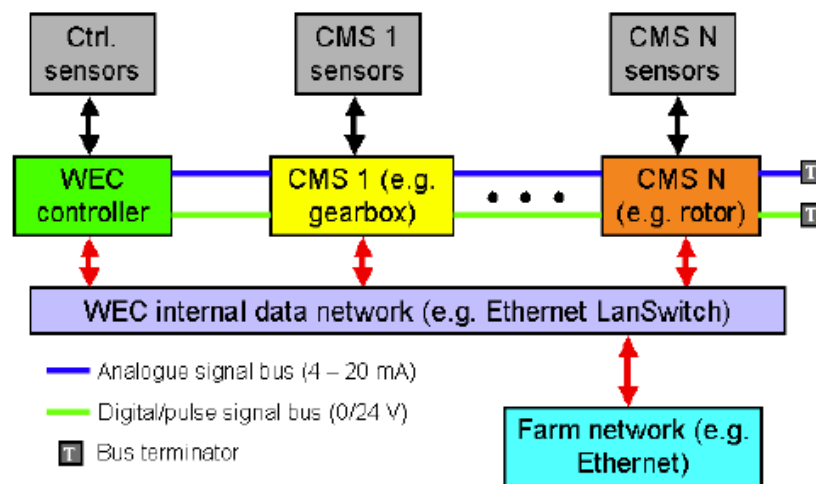 Ctrl.
sensors
CMS 1
sensors
CMS N
sensors
WEC
controller
CMS 1 (e.g.
gearbox)
CMS N
(e.g. rotor)
T
T
WEC internal data network (e.g. Ethernet LanSwitch)
Analogue signal bus (4 – 20 mA)
Digital/pulse signal bus (0/24 V)
T Bus terminator
Farm network (e.g.
Ethernet)